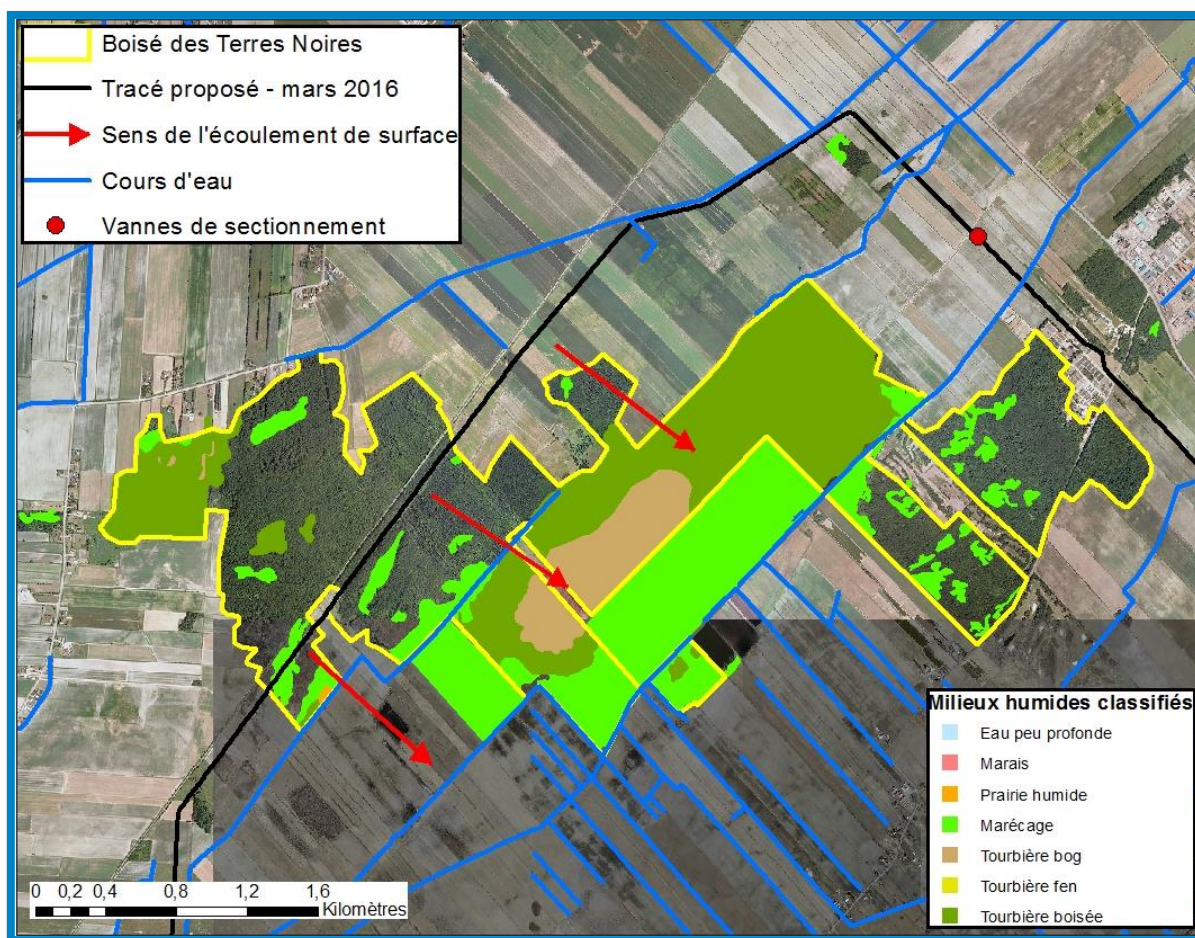 Boisé des Terres Noires
Tracé proposé - mars 2016
Sens de l'écoulement de surface
Cours d'eau
Vannes de sectionnement
Milieux humides classifiés
Eau peu profonde
Marais
Prairie humide
Marécage
Tourbière bog
Tourbière fen
Tourbière boisée
0 0,2 0,4 0,8 1,2 1,6
Kilomètres